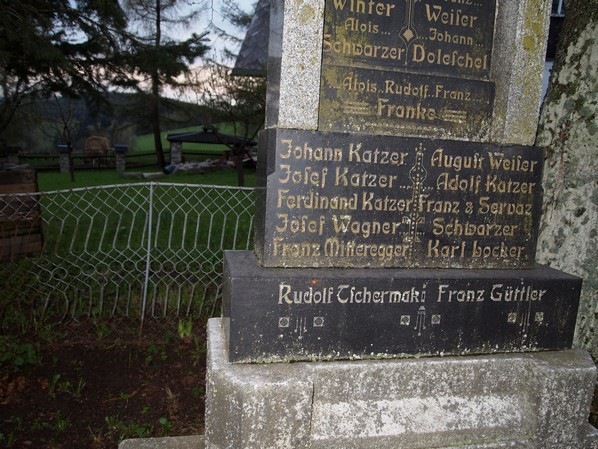 Winter Weiser
Alois... ...Johann...
Schwarzer Doleschel
Alois. Rudolf. Franz...
Franke
Johann Katzer August Weiser
Josef Katzer... Adolf Katzer
Ferdinand Katzer Franz & Servaz
Josef Wagner Schwarzer
Franz Mitteregger Karl Locker
Rudolf Tschermak Franz Güttler